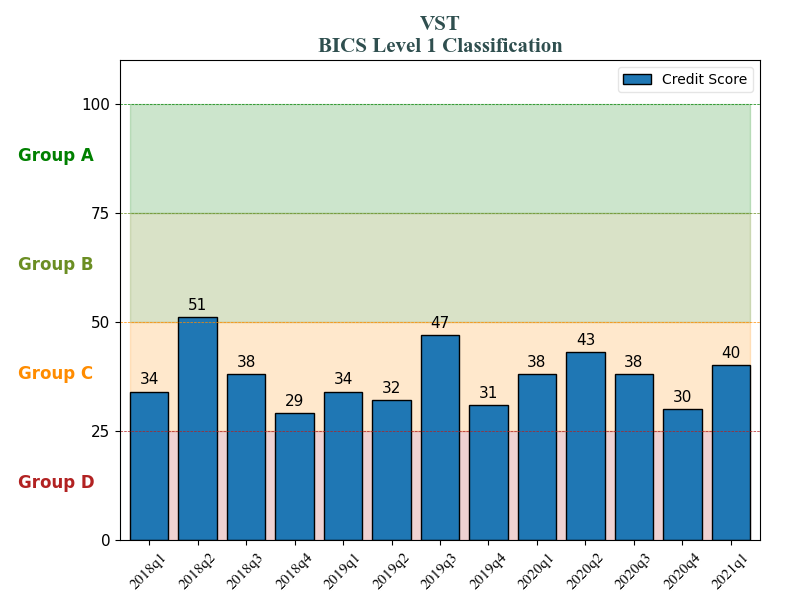 VST
BICS Level 1 Classification
Credit Score
100
Group A
75
Group B
50
Group C
25
Group D
0
34
51
38
29
34
32
47
31
38
43
38
30
40
2018q1
2018q2
2018q3
2018q4
2019q1
2019q2
2019q3
2019q4
2020q1
2020q2
2020q3
2020q4
2021q1